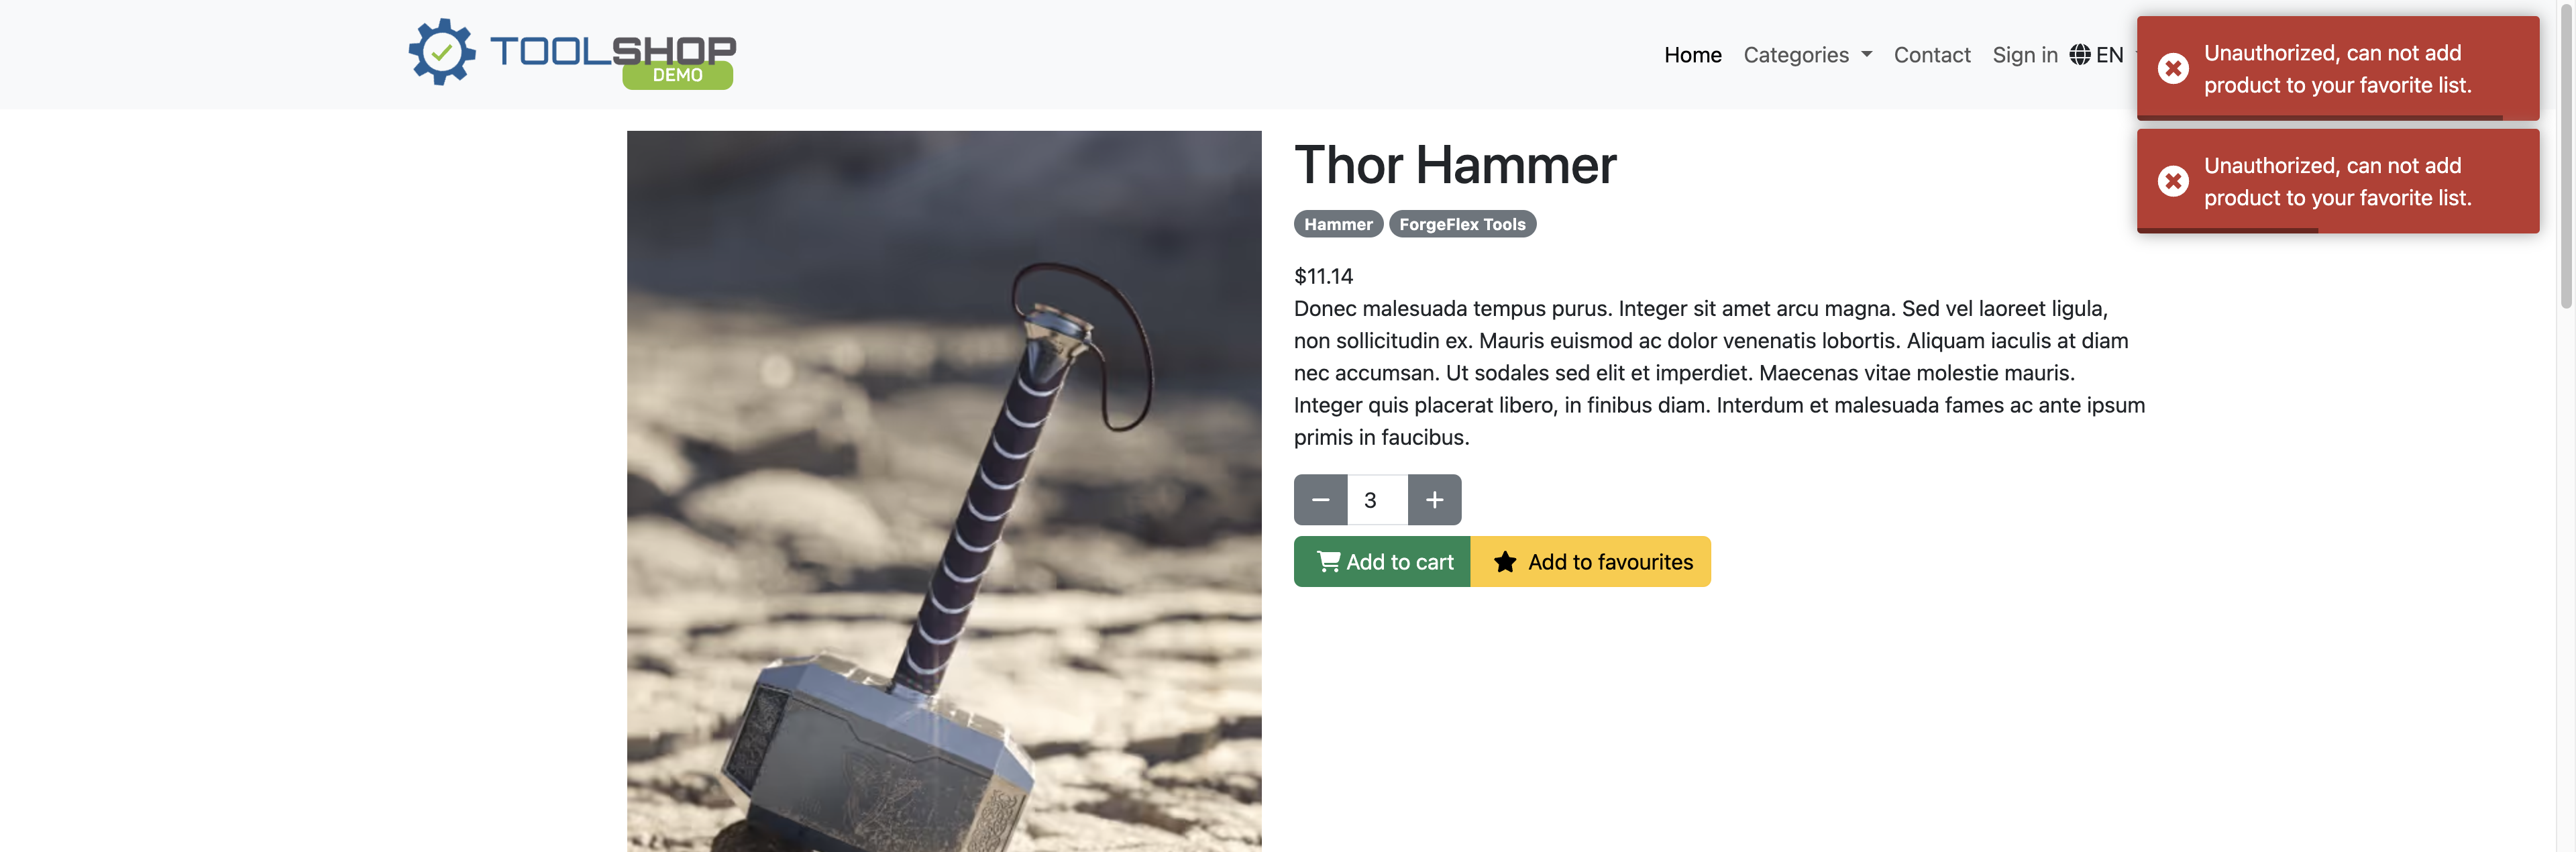 TOOLSHOP
DEMO
Home Categories Contact Sign in EN
Unauthorized, can not add
product to your favorite list.
Unauthorized, can not add
product to your favorite list.
Thor Hammer
Hammer ForgeFlex Tools
$11.14
Donec malesuada tempus purus. Integer sit amet arcu magna. Sed vel laoreet ligula,
non sollicitudin ex. Mauris euismod ac dolor venenatis lobortis. Aliquam iaculis at diam
nec accumsan. Ut sodales sed elit et imperdiet. Maecenas vitae molestie mauris.
Integer quis placerat libero, in finibus diam. Interdum et malesuada fames ac ante ipsum
primis in faucibus.
3
Add to cart Add to favourites